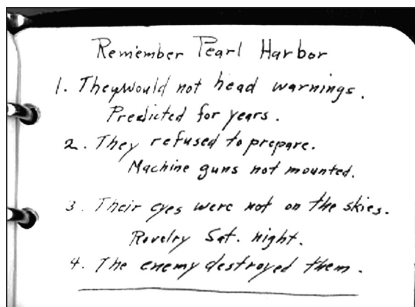 Remember Pearl Harbor
1. They would not head warnings.
Predicted for years.
2. They refused to prepare.
Machine guns not mounted.
3. Their eyes were not on the skies.
Revelry Sat. night.
4. The enemy destroyed them.